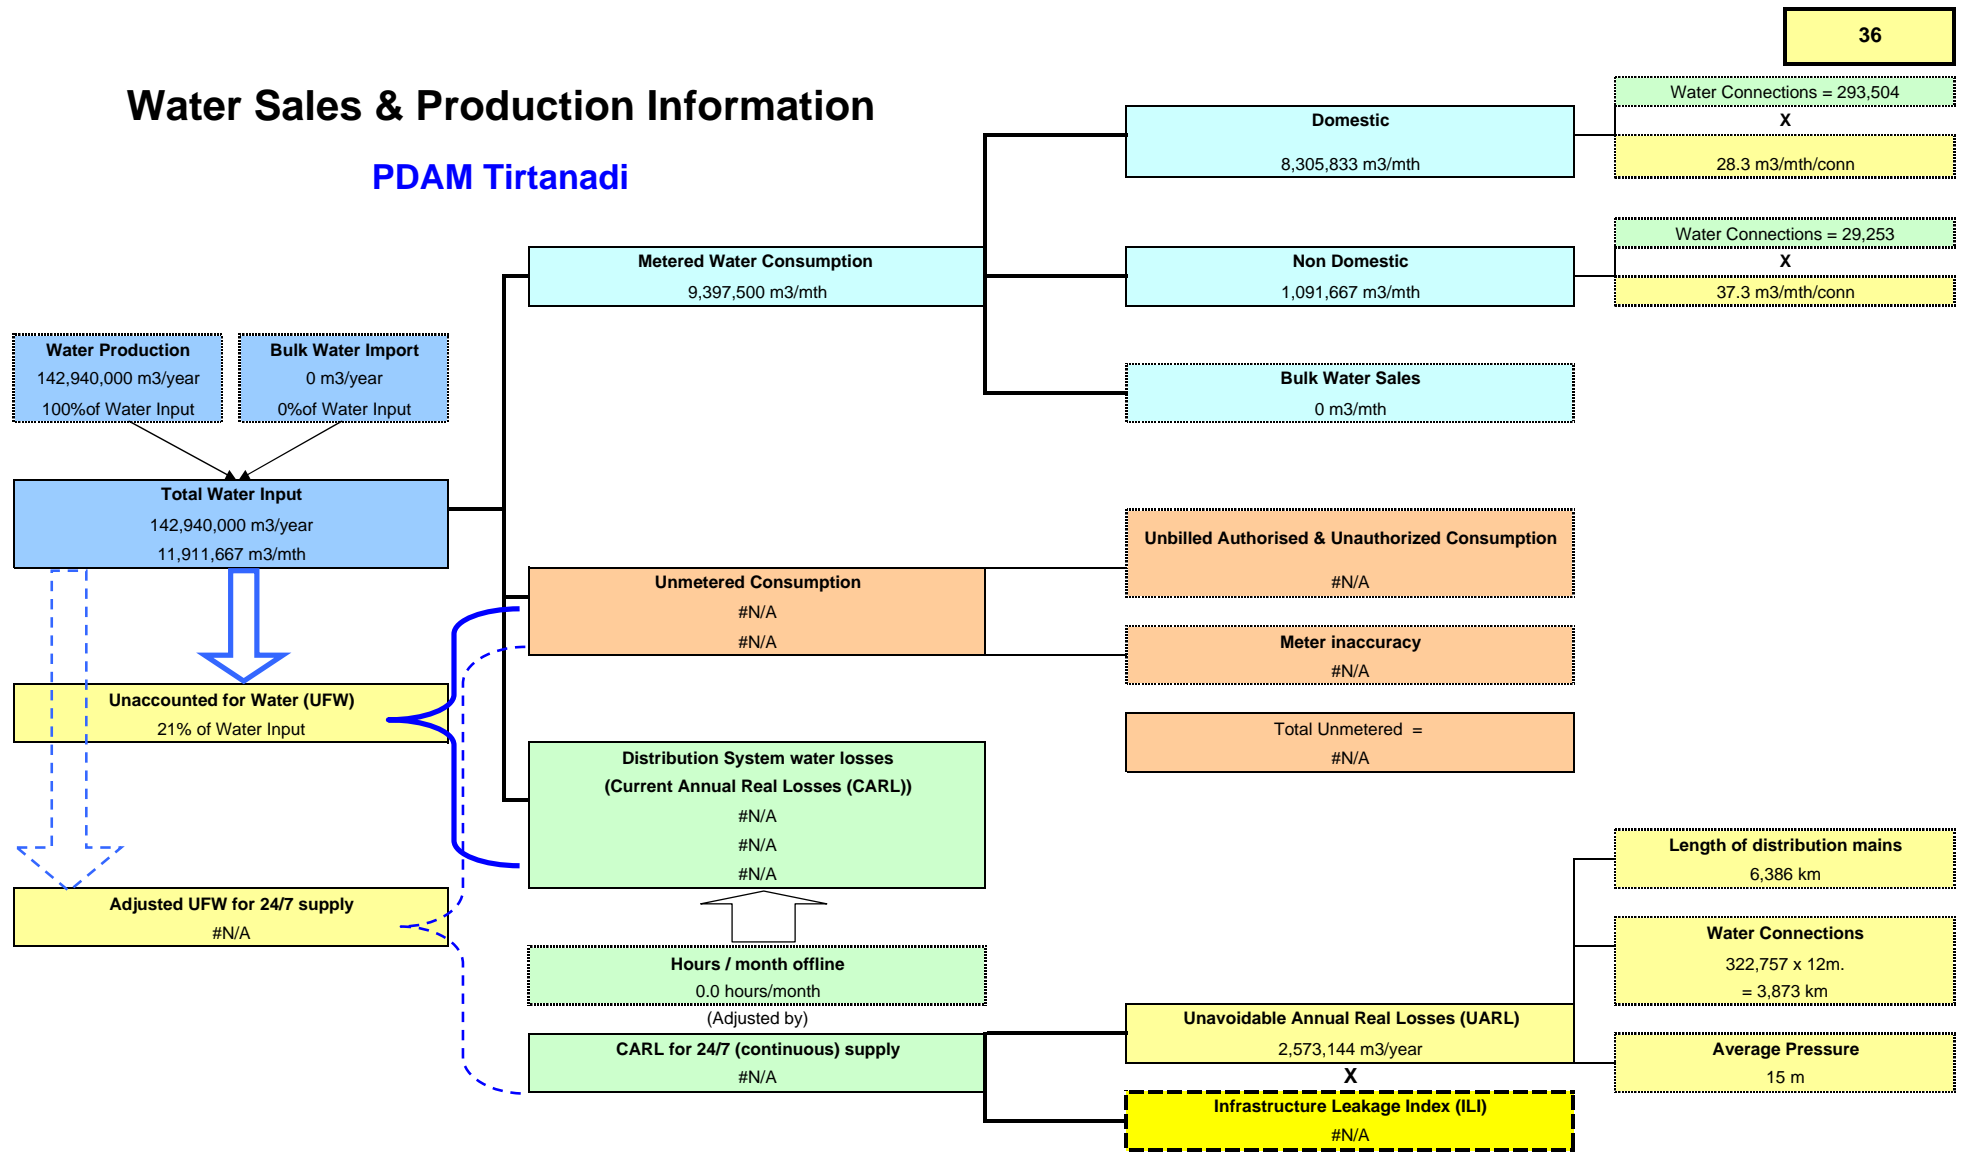 36
Water Sales & Production Information
PDAM Tirtanadi
Water Connections = 293,504
X
28.3 m3/mth/conn
Domestic
8,305,833 m3/mth
Water Connections = 29,253
X
37.3 m3/mth/conn
Metered Water Consumption
9,397,500 m3/mth
Non Domestic
1,091,667 m3/mth
Water Production
142,940,000 m3/year
100%of Water Input
Bulk Water Import
0 m3/year
0%of Water Input
Bulk Water Sales
0 m3/mth
Total Water Input
142,940,000 m3/year
11,911,667 m3/mth
Unbilled Authorised & Unauthorized Consumption
#N/A
Unmetered Consumption
#N/A
#N/A
Meter inaccuracy
#N/A
Unaccounted for Water (UFW)
21% of Water Input
Total Unmetered =
#N/A
Distribution System water losses
(Current Annual Real Losses (CARL))
#N/A
#N/A
#N/A
Length of distribution mains
6,386 km
Adjusted UFW for 24/7 supply
#N/A
Water Connections
322,757 x 12m.
= 3,873 km
Hours / month offline
0.0 hours/month
(Adjusted by)
CARL for 24/7 (continuous) supply
#N/A
Unavoidable Annual Real Losses (UARL)
2,573,144 m3/year
X
Average Pressure
15 m
Infrastructure Leakage Index (ILI)
#N/A